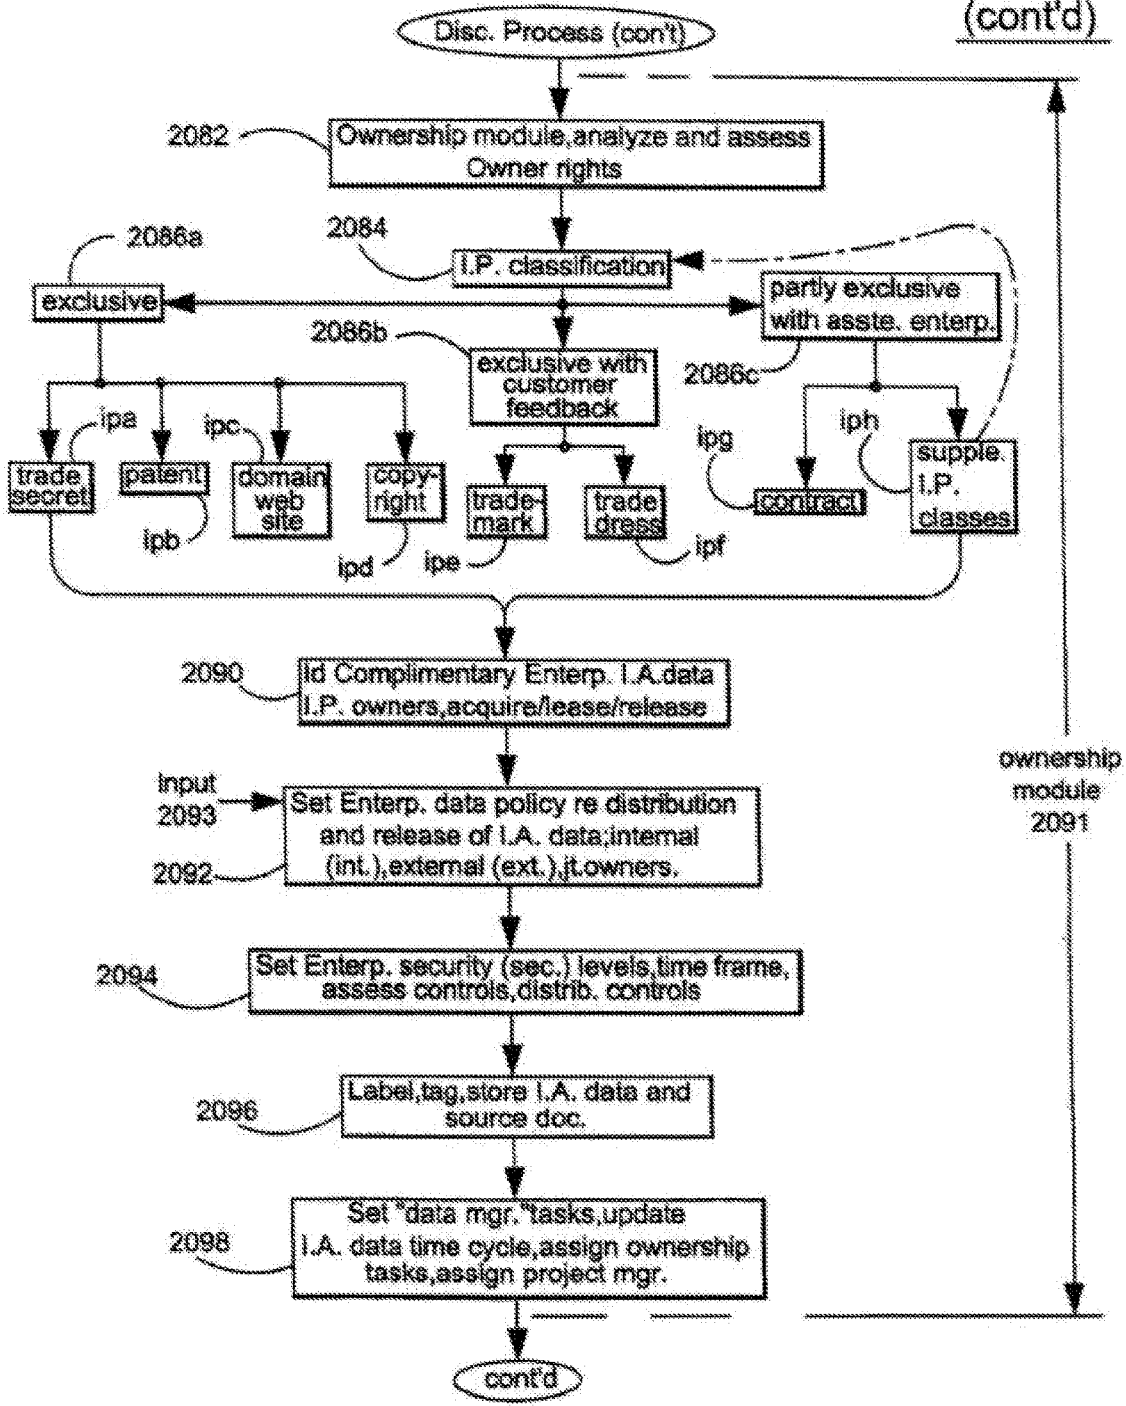 (cont'd)
Disc. Process (con't)
2082
Ownership module,analyze and assess
Owner rights
2084
I.P. classification
2086a
exclusive
2086b
exclusive with
customer
feedback
partly exclusive
with asste. enterp.
2086c
ipa
trade
secret
patent
ipb
ipc
domain
web
site
copy-
right
ipd
trade-
mark
ipe
trade
dress
ipf
ipg
contract
iph
supple.
I.P.
classes
2090
Id Complimentary Enterp. I.A.data
I.P. owners,acquire/lease/release
Input
2093
Set Enterp. data policy re distribution
and release of I.A. data;internal
(int.),external (ext.),jt.owners.
2092
ownership
module
2091
2094
Set Enterp. security (sec.) levels,time frame,
assess controls,distrib. controls
2096
Label,tag,store I.A. data and
source doc.
2098
Set "data mgr."tasks,update
I.A. data time cycle,assign ownership
tasks,assign project mgr.
cont'd